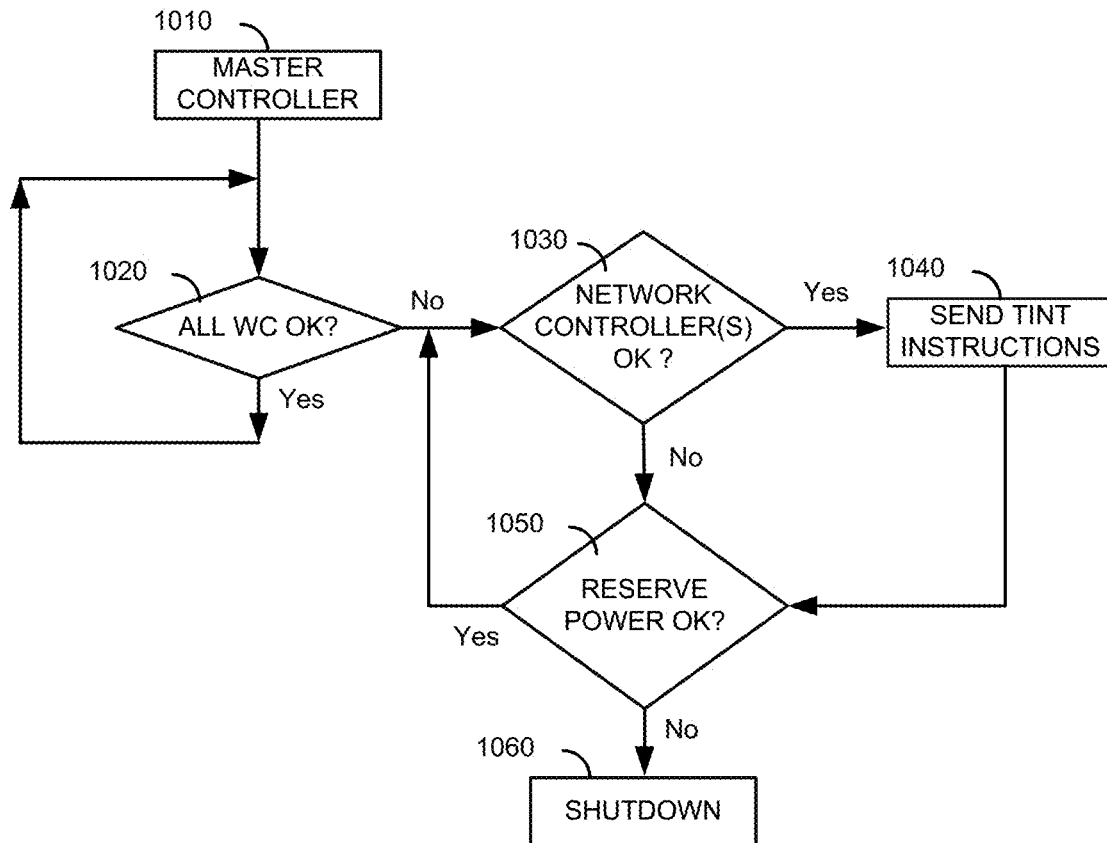 1010
MASTER
CONTROLLER
1020
ALL WC OK?
No
Yes
1030
NETWORK
CONTROLLER(S)
OK ?
Yes
1040
SEND TINT
INSTRUCTIONS
No
1050
RESERVE
POWER OK?
Yes
No
1060
SHUTDOWN